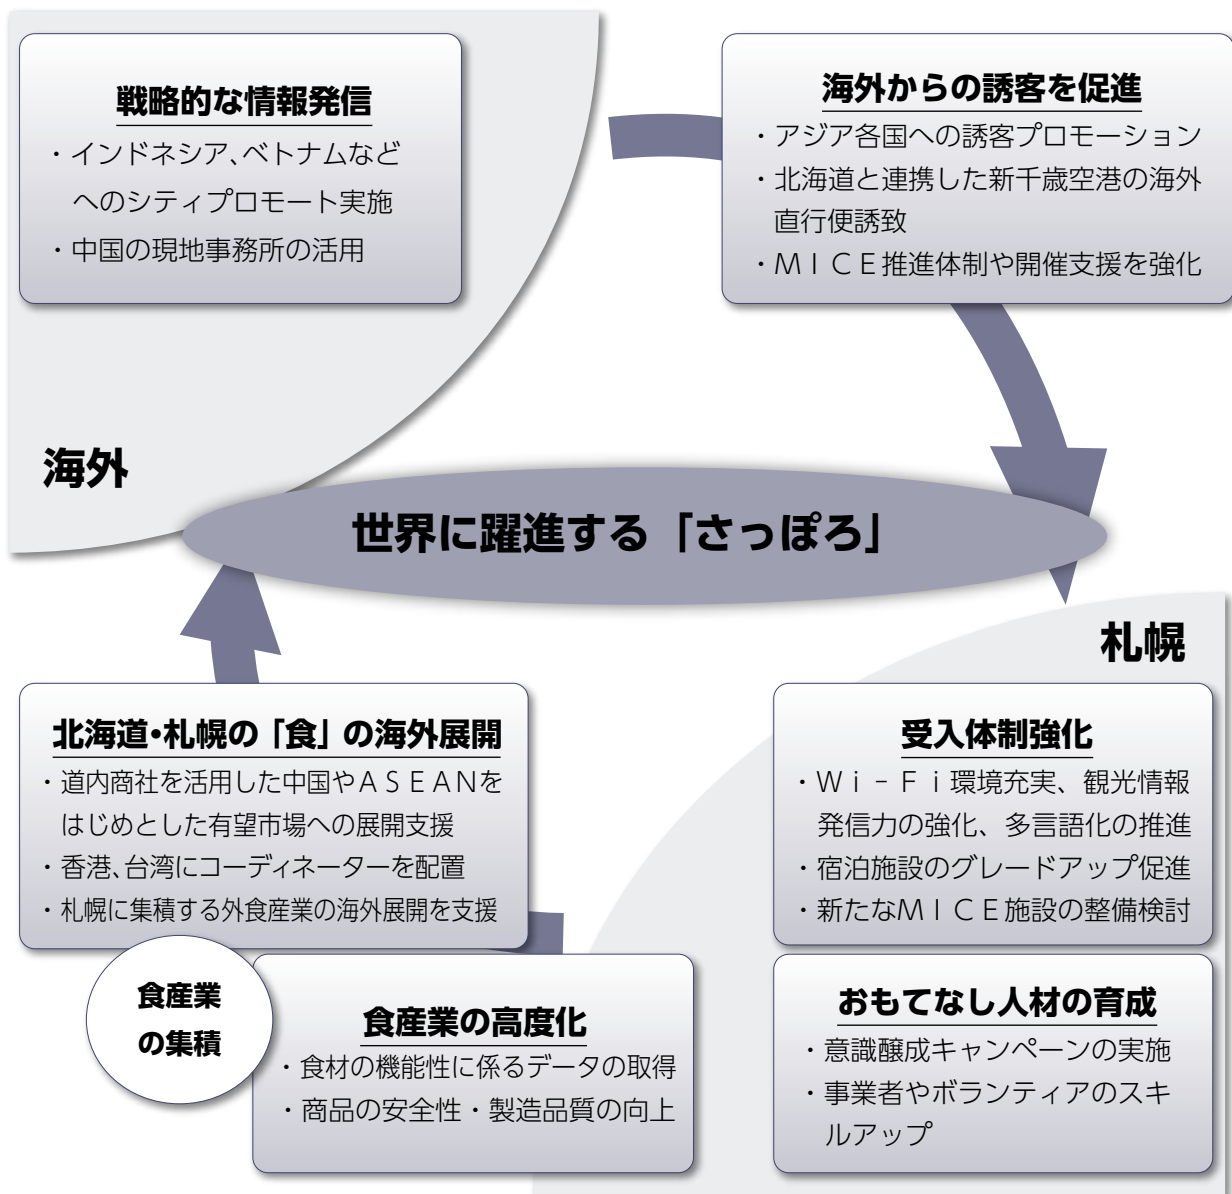 戦略的な情報発信
・インドネシア、ベトナムなど
へのシティプロモート実施
・中国の現地事務所の活用
海外からの誘客を促進
・アジア各国への誘客プロモーション
・北海道と連携した新千歳空港の海外
直行便誘致
・ＭＩＣＥ推進体制や開催支援を強化
海外
世界に躍進する「さっぽろ」
札幌
北海道・札幌の「食」の海外展開
・道内商社を活用した中国やＡＳＥＡＮを
はじめとした有望市場への展開支援
・香港、台湾にコーディネーターを配置
・札幌に集積する外食産業の海外展開を支援
食産業
の集積
食産業の高度化
・食材の機能性に係るデータの取得
・商品の安全性・製造品質の向上
受入体制強化
・Ｗｉ－Ｆｉ環境充実、観光情報
発信力の強化、多言語化の推進
・宿泊施設のグレードアップ促進
・新たなＭＩＣＥ施設の整備検討
おもてなし人材の育成
・意識醸成キャンペーンの実施
・事業者やボランティアのスキ
ルアップ